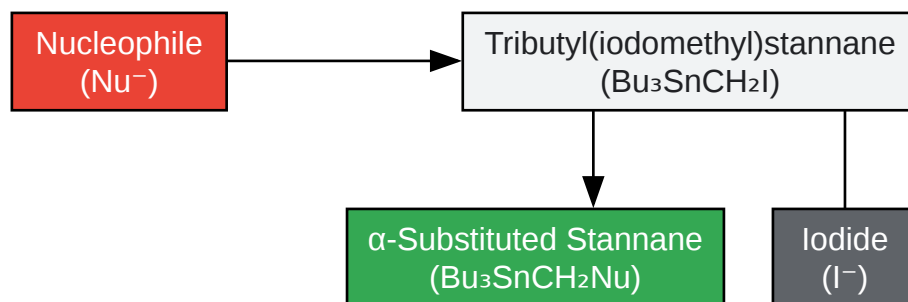 Nucleophile
(Nu⁻)
Tributyl(iodomethyl)stannane
(Bu₃SnCH₂I)
α-Substituted Stannane
(Bu₃SnCH₂Nu)
Iodide
(I⁻)